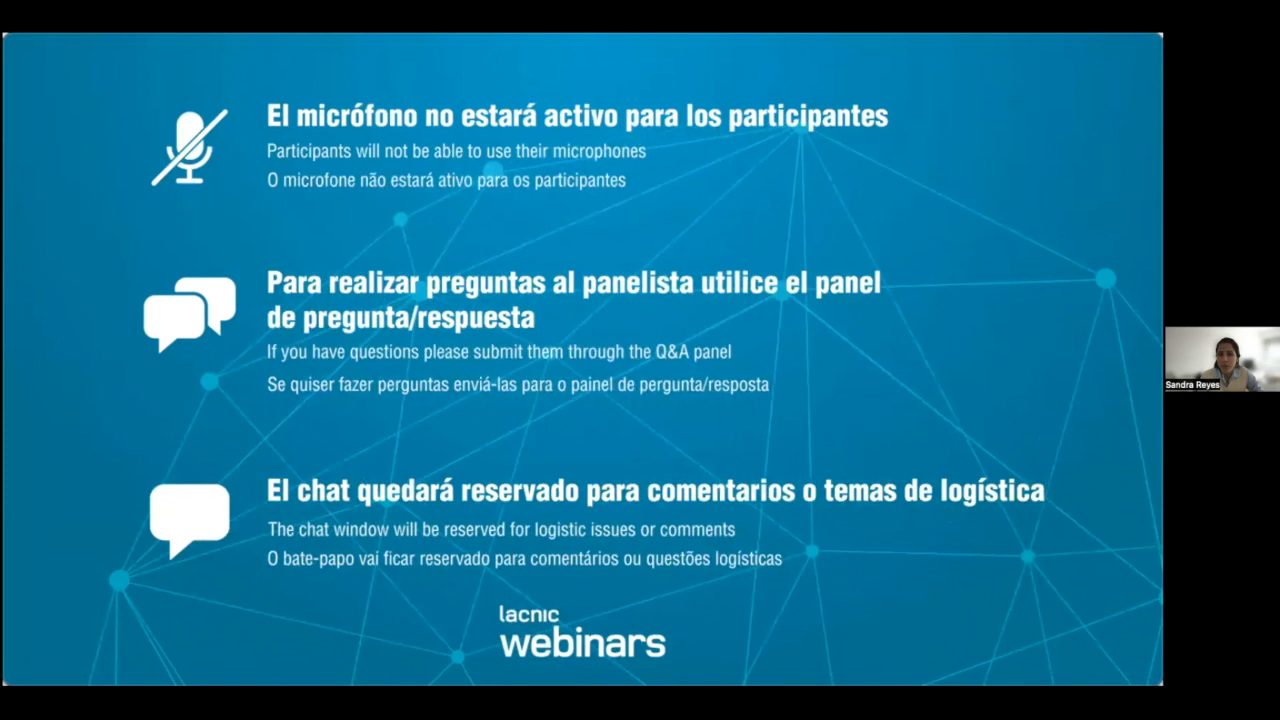 El micrófono no estará activo para los participantes
Participants will not be able to use their microphones
O microfone não estará ativo para os participantes
Para realizar preguntas al panelista utilice el panel
de pregunta/respuesta
If you have questions please submit them through the Q&A panel
Se quiser fazer perguntas enviá-las para o painel de pergunta/resposta
Sandra Reyes
El chat quedará reservado para comentarios o temas de logística
The chat window will be reserved for logistic issues or comments
O bate-papo vai ficar reservado para comentários ou questões logísticas
lacnic
webinars